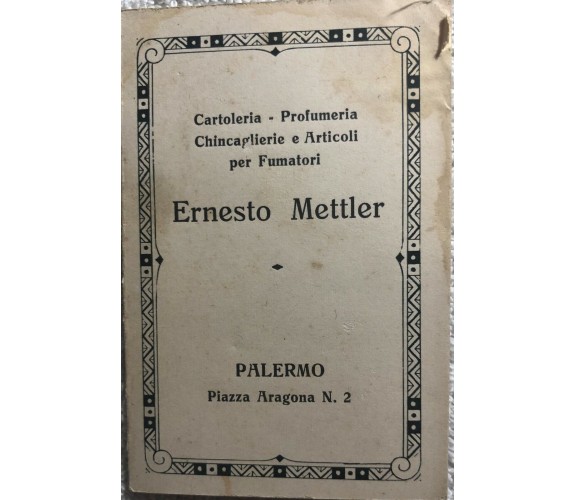 Cartoleria - Profumeria
Chincaglierie e Articoli
per Fumatori
Ernesto Mettler
PALERMO
Piazza Aragona N. 2